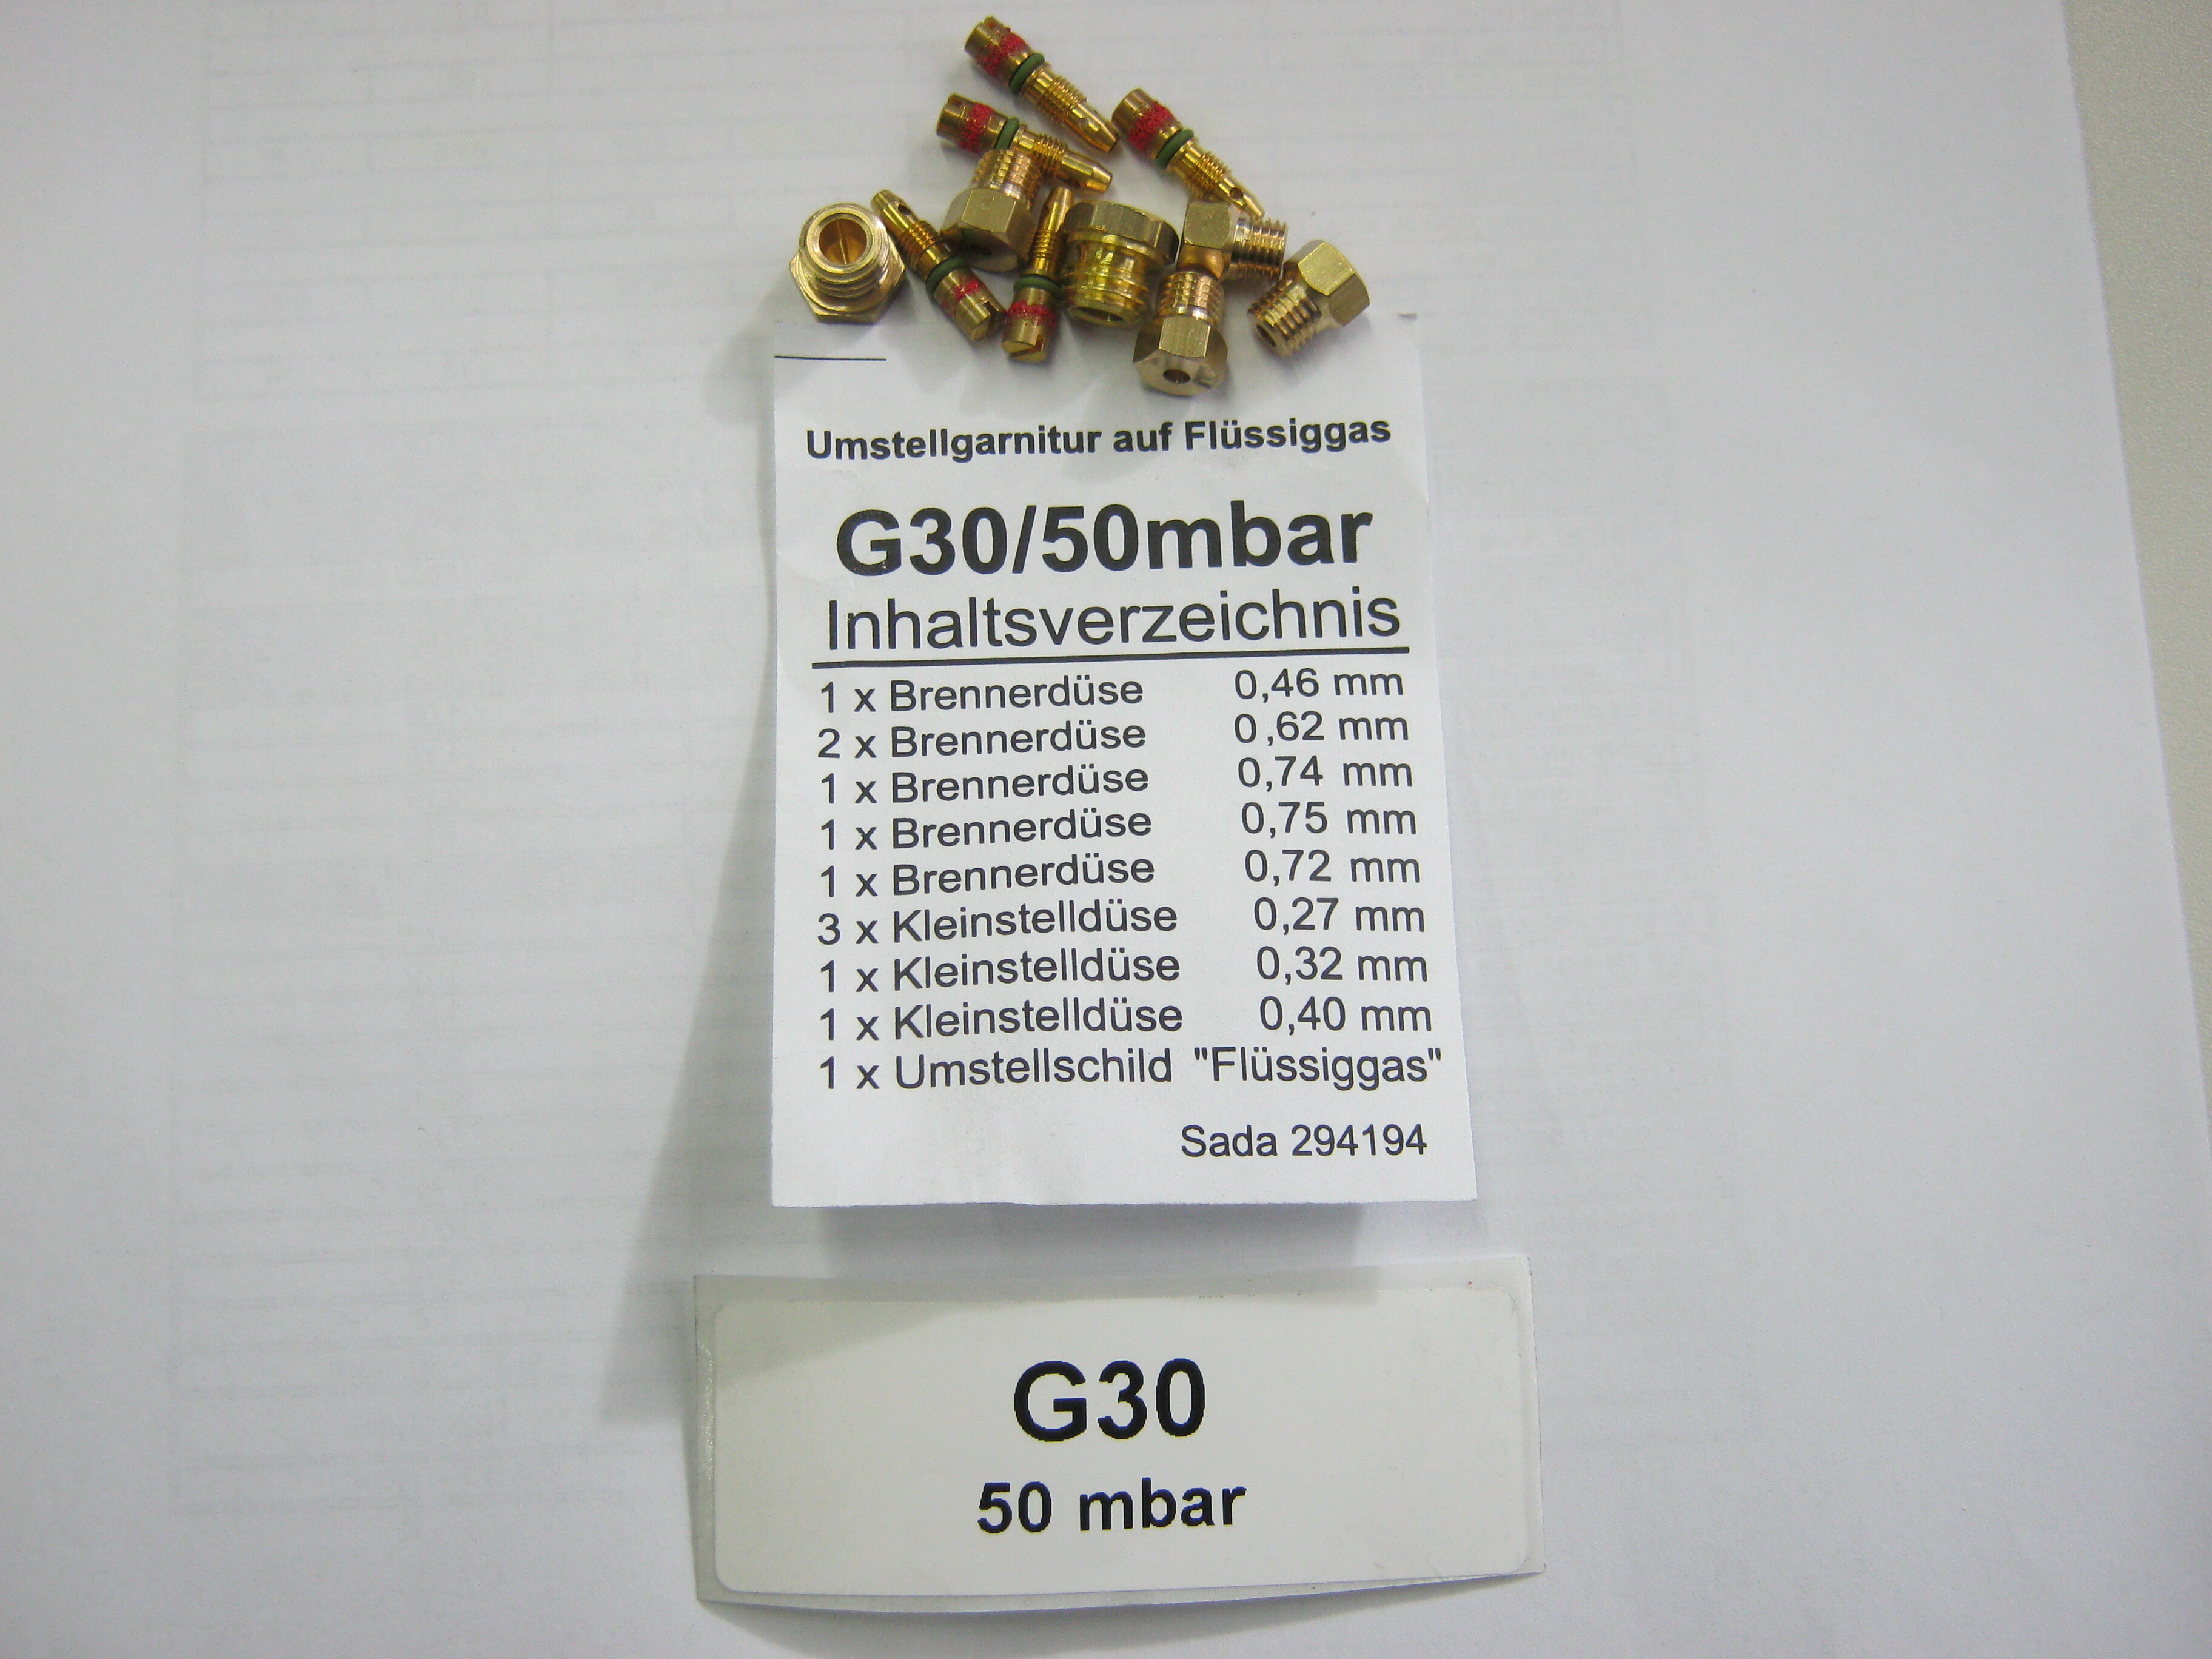 Umstellgarnitur auf Flüssiggas
G30/50mbar
Inhaltsverzeichnis
1 x Brennerdüse 0,46 mm
2 x Brennerdüse 0,62 mm
1 x Brennerdüse 0,74 mm
1 x Brennerdüse 0,75 mm
1 x Brennerdüse 0,72 mm
3 x Kleinstelldüse 0,27 mm
1 x Kleinstelldüse 0,32 mm
1 x Kleinstelldüse 0,40 mm
1 x Umstellschild "Flüssiggas"
Sada 294194
G30
50 mbar